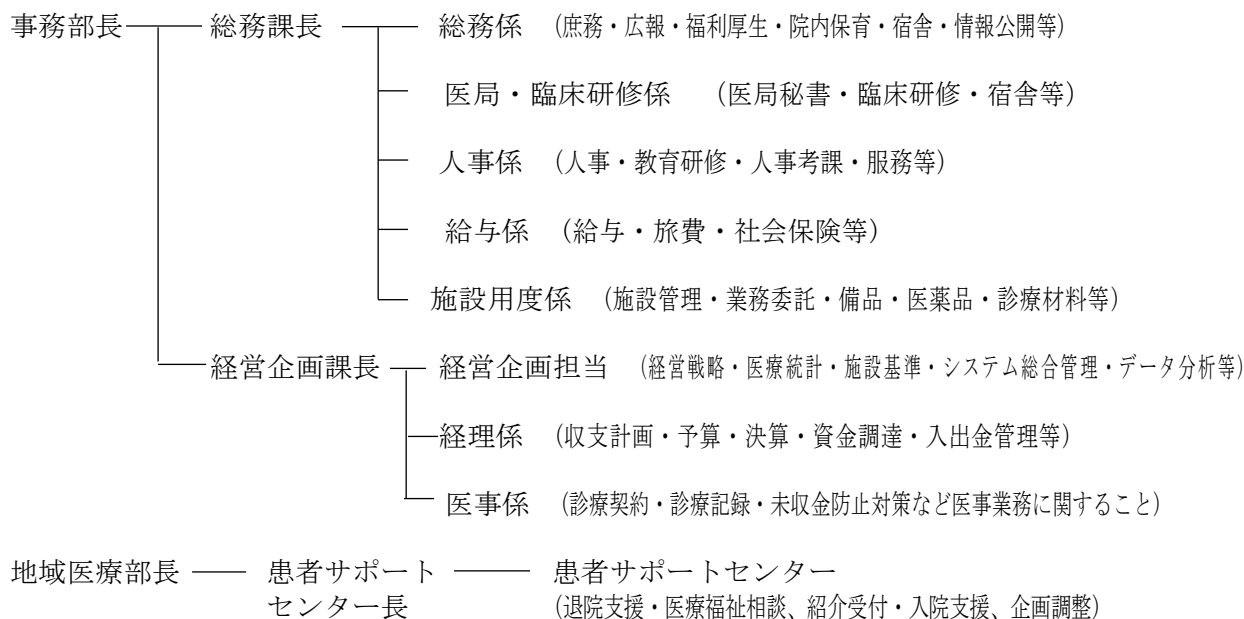 事務部長 総務課長 総務係 （庶務・広報・福利厚生・院内保育・宿舎・情報公開等）
医局・臨床研修係 （医局秘書・臨床研修・宿舎等）
人事係 （人事・教育研修・人事考課・服務等）
給与係 （給与・旅費・社会保険等）
施設用度係 （施設管理・業務委託・備品・医薬品・診療材料等）
経営企画課長 経営企画担当 （経営戦略・医療統計・施設基準・システム総合管理・データ分析等）
経理係 （収支計画・予算・決算・資金調達・入出金管理等）
医事係 （診療契約・診療記録・未収金防止対策など医事業務に関すること）
地域医療部長 患者サポート 患者サポートセンター
センター長 （退院支援・医療福祉相談、紹介受付・入院支援、企画調整）